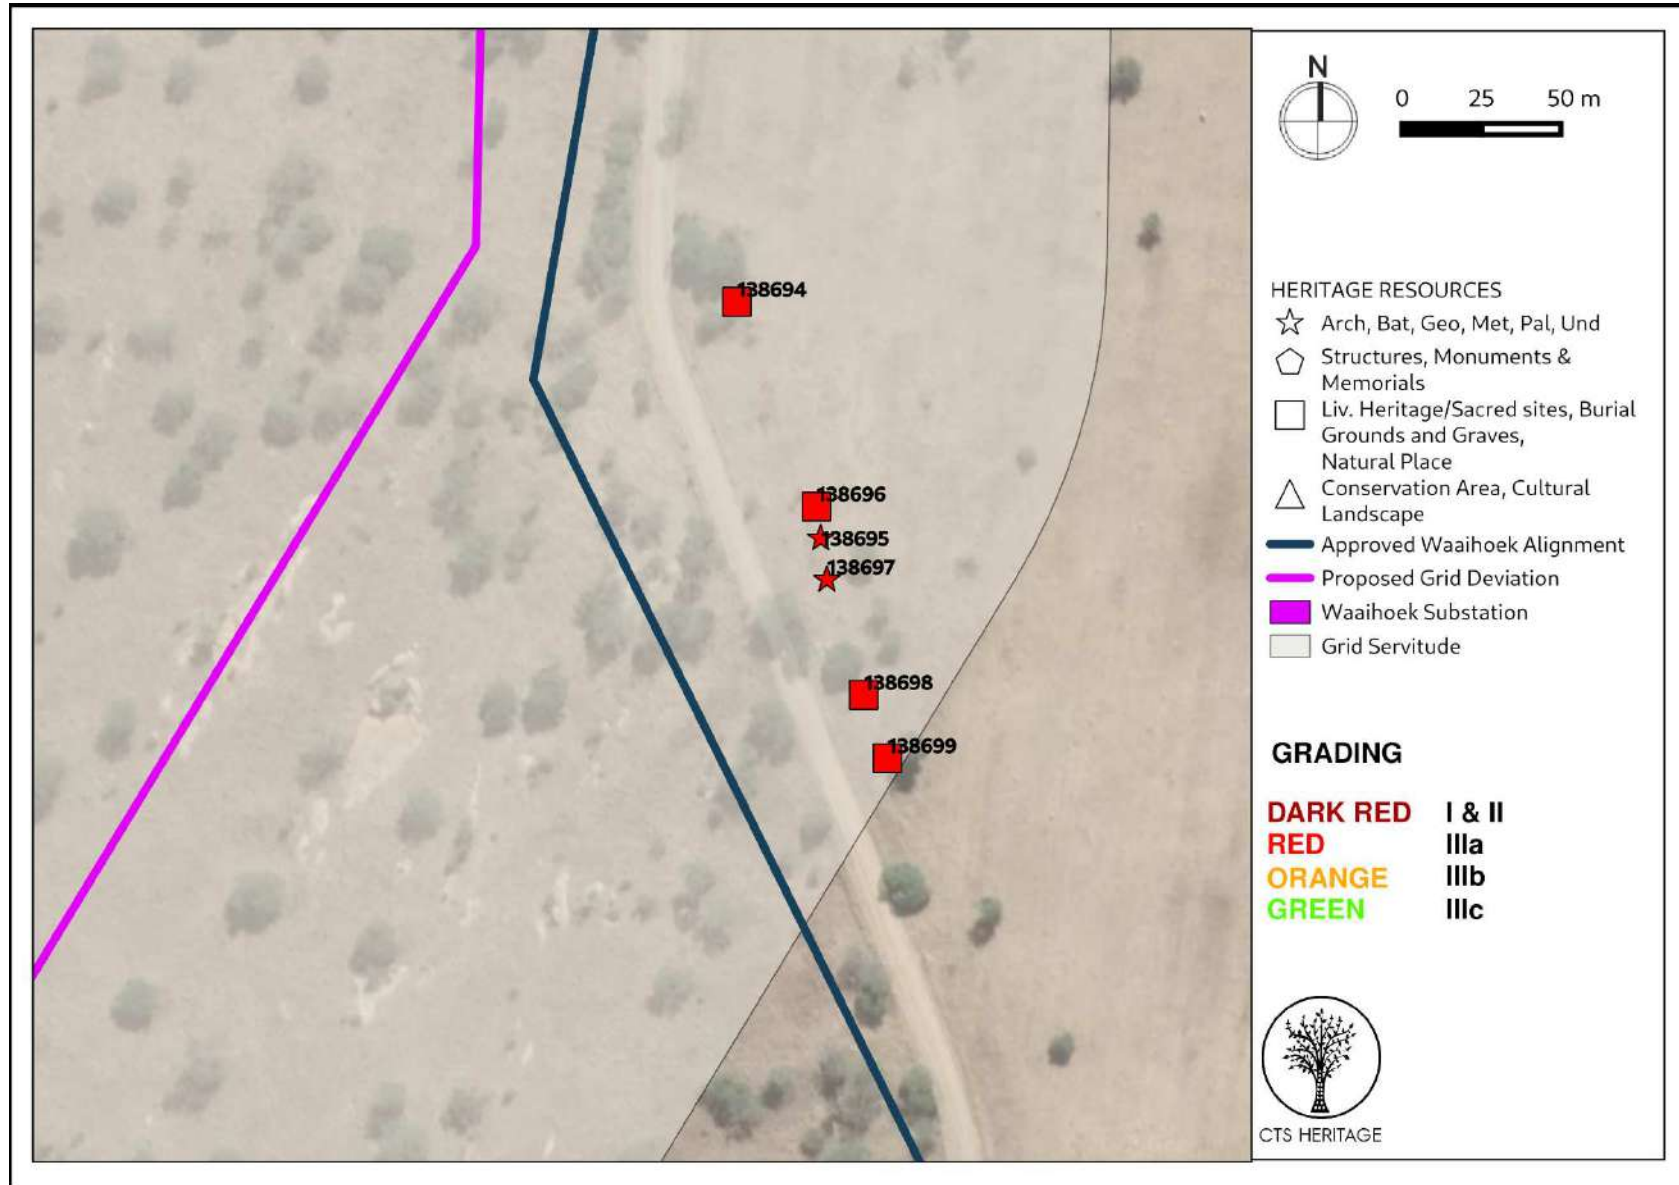 N
0 25 50 m
138694
138696
138695
138697
138698
138699
HERITAGE RESOURCES
Arch, Bat, Geo, Met, Pal, Und
Structures, Monuments &
Memorials
Liv. Heritage/Sacred sites, Burial
Grounds and Graves,
Natural Place
Conservation Area, Cultural
Landscape
Approved Waaihoek Alignment
Proposed Grid Deviation
Waaihoek Substation
Grid Servitude
GRADING
DARK RED I & II
RED IIIa
ORANGE IIIb
GREEN IIIc
CTS HERITAGE